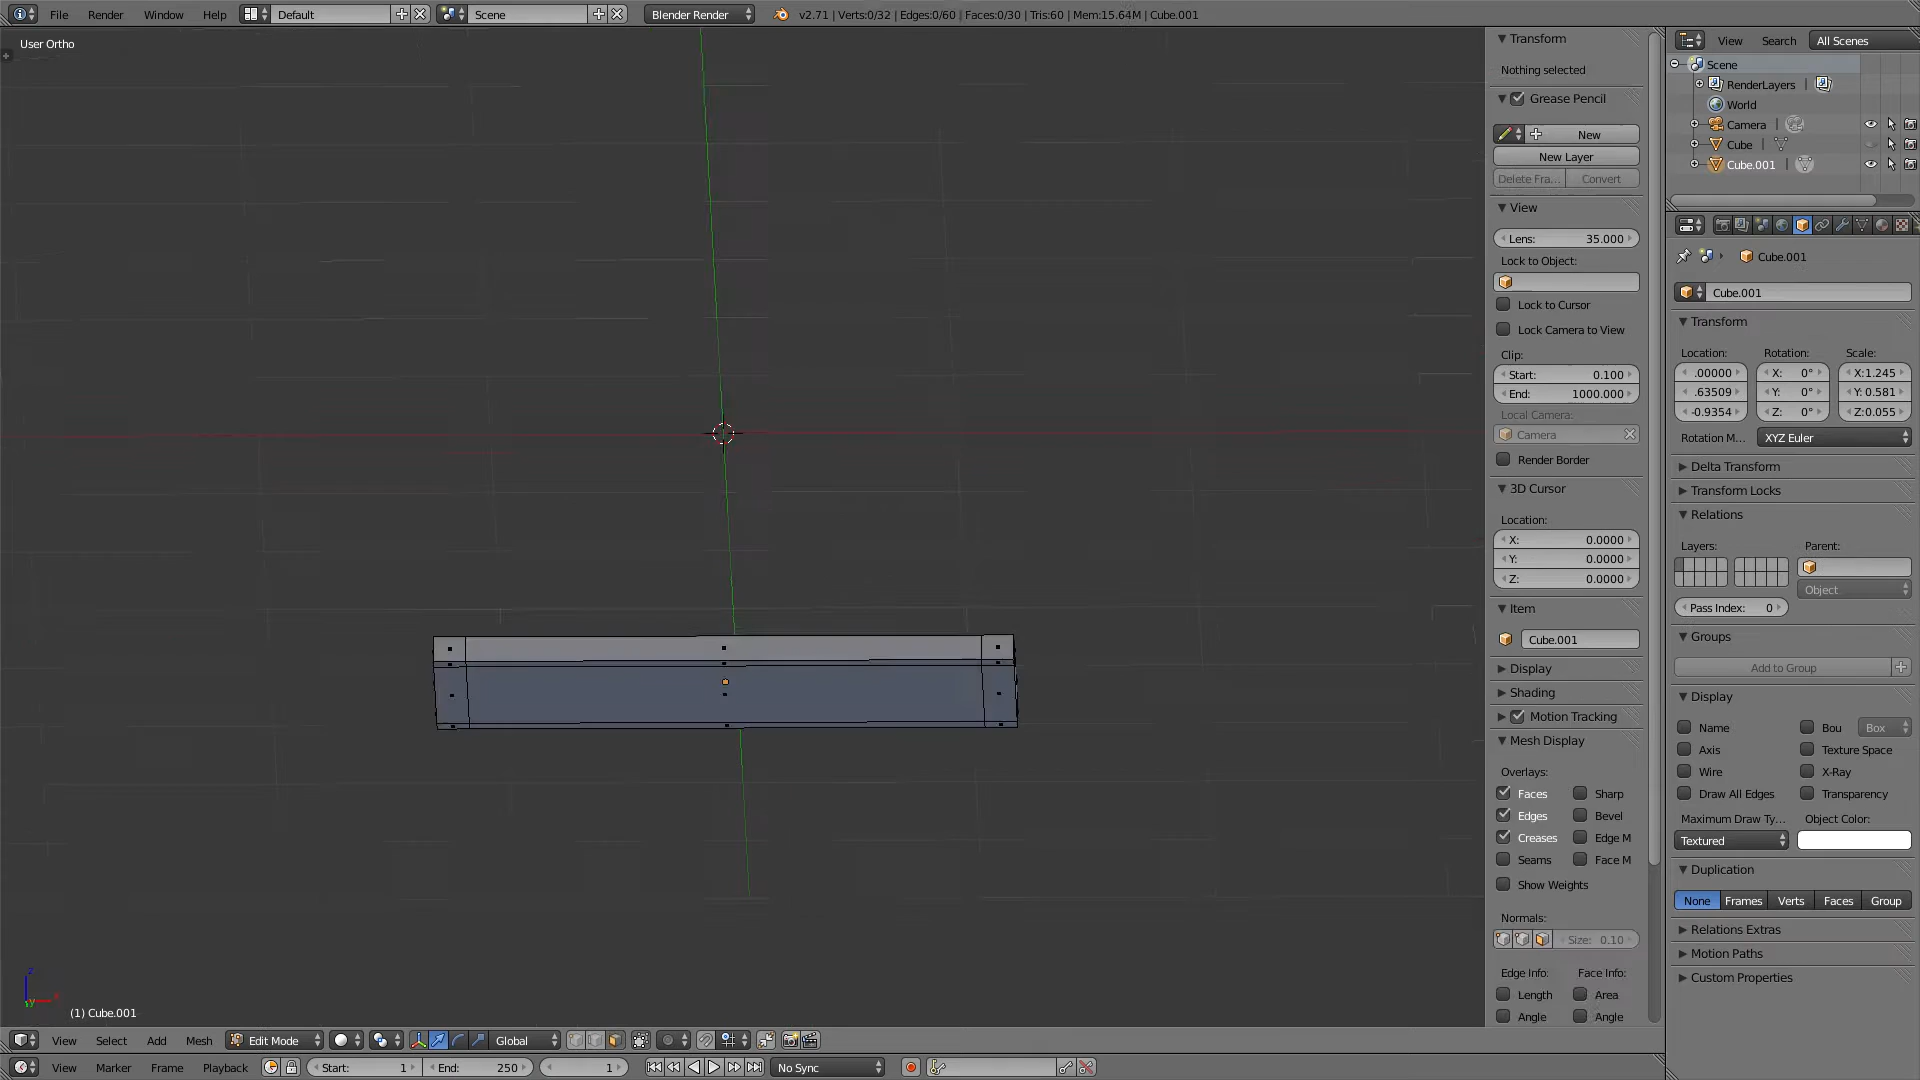 File Render Window Help Default Scene Blender Render v2.71 | Verts:0/32 | Edges:0/60 | Faces:0/30 | Tris:60 | Mem:15.64M | Cube.001
User Ortho
(1) Cube.001
View Select Add Mesh Edit Mode Global
View Marker Frame Playback Start: 1 End: 250 1 No Sync
Transform
Nothing selected
Grease Pencil
New
New Layer
Delete Fra... Convert
View
Lens: 35.000
Lock to Object:
Lock to Cursor
Lock Camera to View
Clip:
Start: 0.100
End: 1000.000
Local Camera:
Camera
Render Border
3D Cursor
Location:
X: 0.0000
Y: 0.0000
Z: 0.0000
Item
Cube.001
Display
Shading
Motion Tracking
Mesh Display
Overlays:
Faces Sharp
Edges Bevel
Creases Edge M
Seams Face M
Show Weights
Normals:
Size: 0.10
Edge Info: Face Info:
Length Area
Angle Angle
View Search All Scenes
Scene
RenderLayers |
World
Camera |
Cube |
Cube.001 |
Cube.001
Cube.001
Transform
Location: Rotation: Scale:
.00000 X: 0° X:1.245
.63509 Y: 0° Y: 0.581
-0.9354 Z: 0° Z:0.055
Rotation M... XYZ Euler
Delta Transform
Transform Locks
Relations
Layers: Parent:
Object
Pass Index: 0
Groups
Add to Group
Display
Name Bou Box
Axis Texture Space
Wire X-Ray
Draw All Edges Transparency
Maximum Draw Ty... Object Color:
Textured
Duplication
None Frames Verts Faces Group
Relations Extras
Motion Paths
Custom Properties
z
x
y